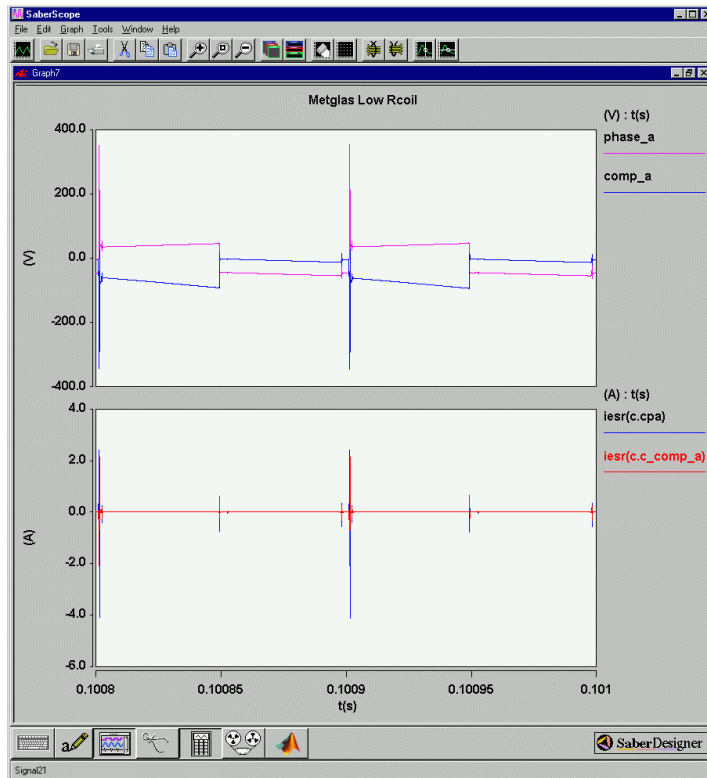 SaberScope
File Edit Graph Tools Window Help
Graph7
Metglas Low Rcoil
(V) : t(s)
phase_a
comp_a
400.0
200.0
0.0
-200.0
-400.0
(V)
(A) : t(s)
iesr(c.cpa)
iesr(c.c_comp_a)
4.0
2.0
0.0
-2.0
-4.0
-6.0
(A)
0.1008 0.10085 0.1009 0.10095 0.101
t(s)
a
SaberDesigner
Signal21